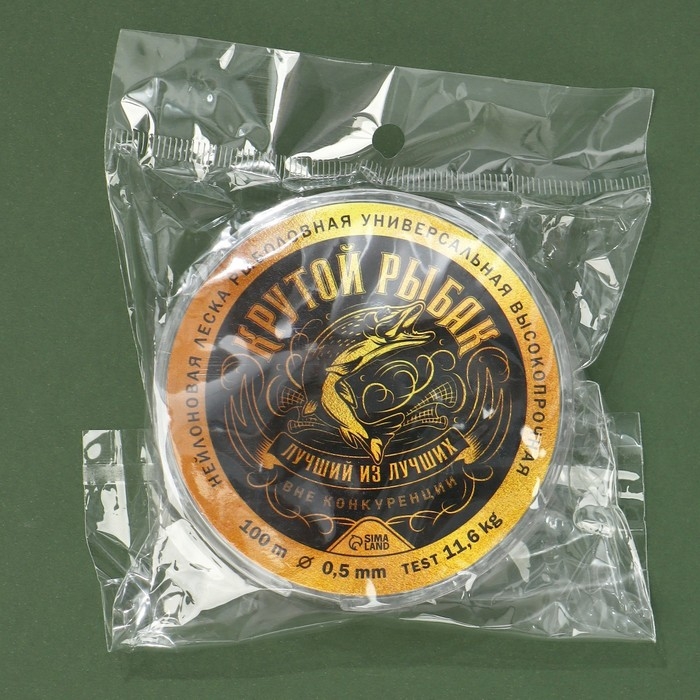 НЕЙЛОНОВАЯ ЛЕСКА РЫБОЛОВНАЯ УНИВЕРСАЛЬНАЯ ВЫСОКОПРОЧНАЯ
КРУТОЙ РЫБАК
ЛУЧШИЙ ИЗ ЛУЧШИХ
ВНЕ КОНКУРЕНЦИИ
SIMA
LAND
100 m Ø 0,5 mm TEST 11,6 kg